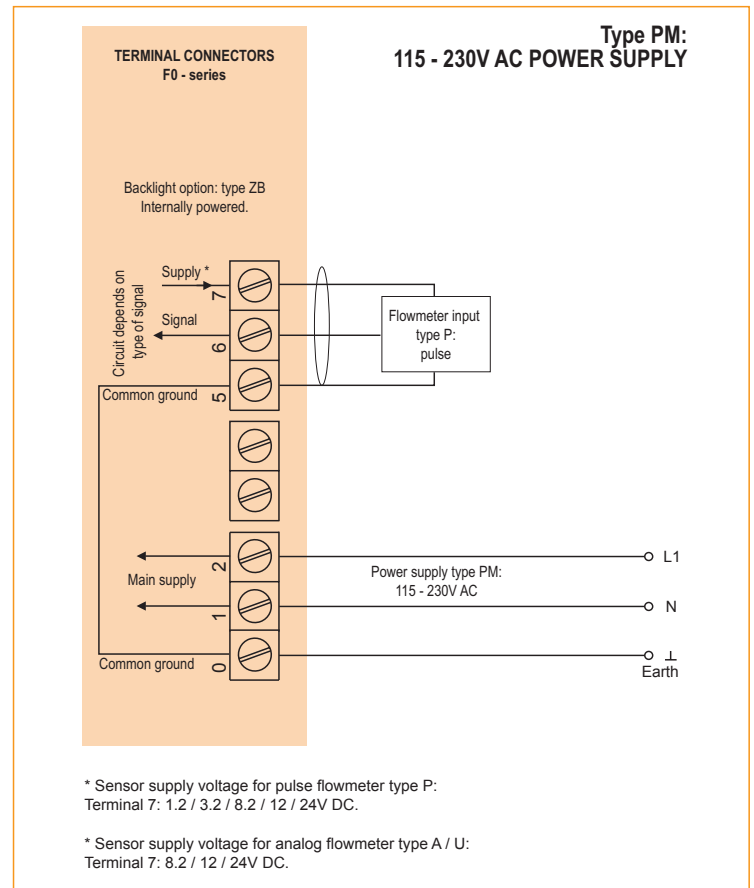 Type PM:
115 - 230V AC POWER SUPPLY
TERMINAL CONNECTORS
F0 - series
Backlight option: type ZB
Internally powered.
Circuit depends on
type of signal
Supply *
7
Signal
6
Common ground
5
Flowmeter input
type P:
pulse
2
Main supply
1
Common ground
0
Power supply type PM:
115 - 230V AC
L1
N
Earth
* Sensor supply voltage for pulse flowmeter type P:
Terminal 7: 1.2 / 3.2 / 8.2 / 12 / 24V DC.
* Sensor supply voltage for analog flowmeter type A / U:
Terminal 7: 8.2 / 12 / 24V DC.